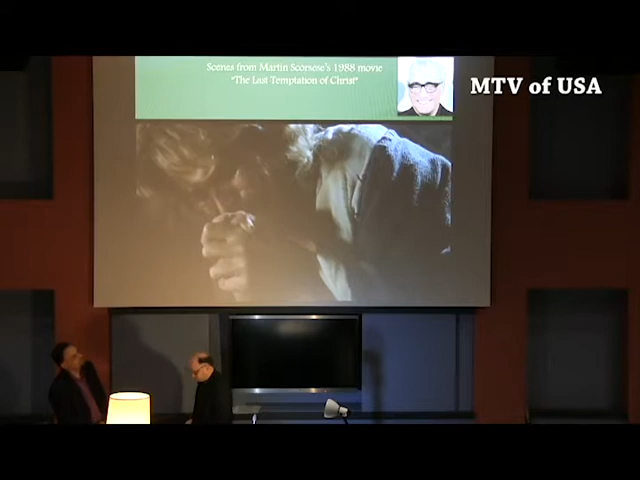 Scenes from Martin Scorsese's 1988 movie
"The Last Temptation of Christ"
MTV of USA